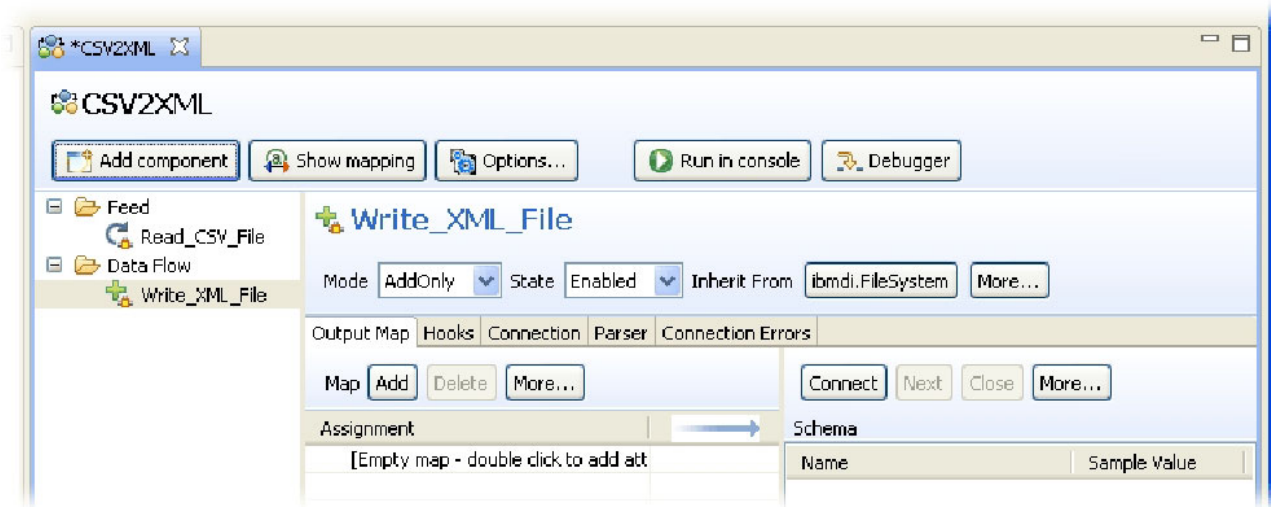 *CSV2XML
CSV2XML
Add component Show mapping Options... Run in console Debugger
Feed
Read_CSV_File
Data Flow
Write_XML_File
Write_XML_File
Mode AddOnly State Enabled Inherit From ibmdi.FileSystem More...
Output Map Hooks Connection Parser Connection Errors
Map Add Delete More... Connect Next Close More...
Assignment Schema
[Empty map - double click to add att Name Sample Value